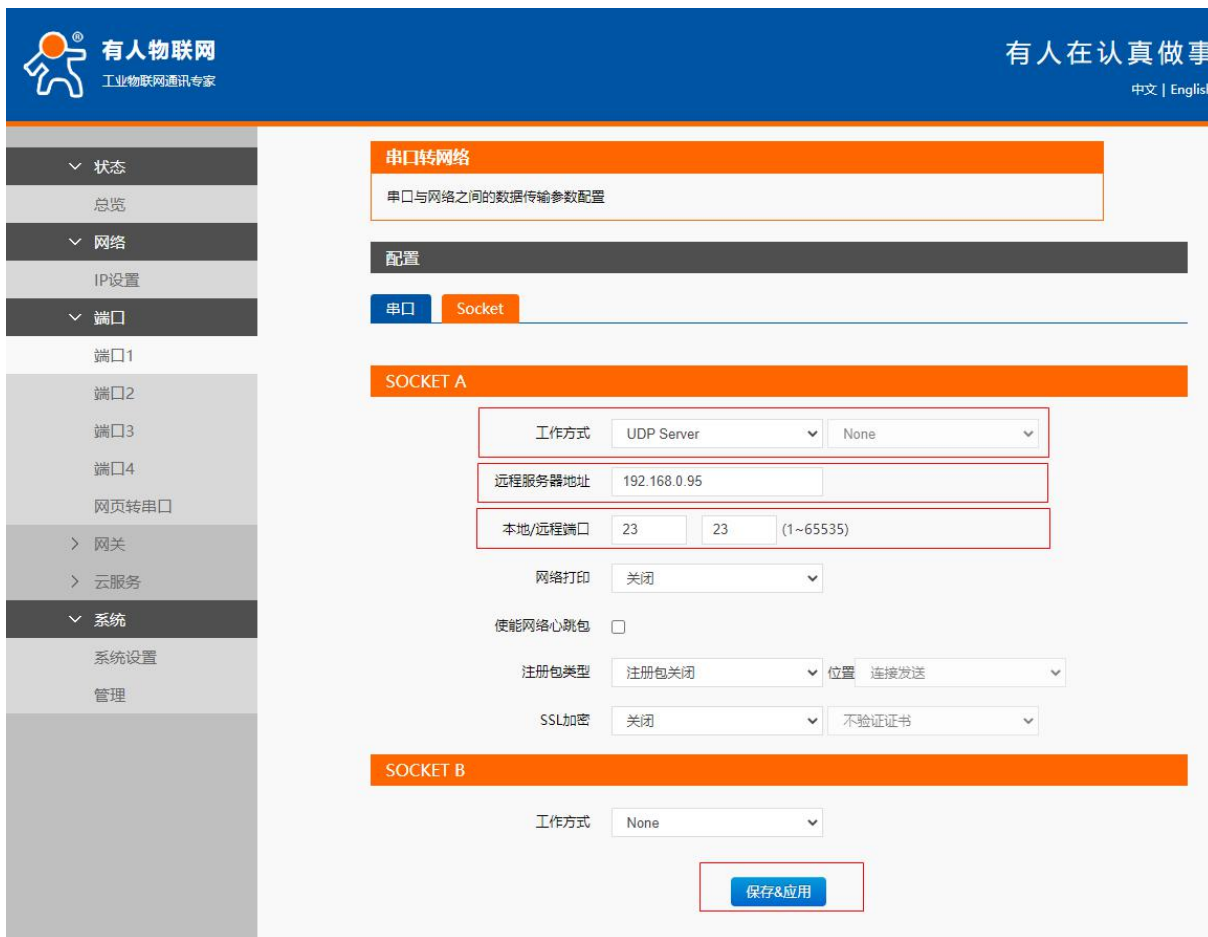 有人物联网
工业物联网通讯专家
有人在认真做事
中文 | English
状态
总览
网络
IP设置
端口
端口1
端口2
端口3
端口4
网页转串口
网关
云服务
系统
系统设置
管理
串口转网络
串口与网络之间的数据传输参数配置
配置
串口 Socket
SOCKET A
工作方式 UDP Server None
远程服务器地址 192.168.0.95
本地/远程端口 23 23 (1~65535)
网络打印 关闭
使能网络心跳包
注册包类型 注册包关闭 位置 连接发送
SSL加密 关闭 不验证证书
SOCKET B
工作方式 None
保存&应用